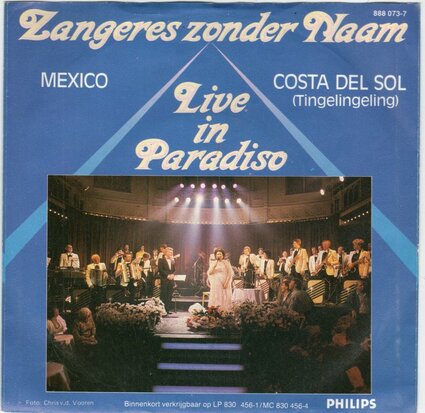 888 073-7
Zangeres zonder Naam
MEXICO
COSTA DEL SOL
(Tingelingeling)
Live
in
Paradiso
Foto: Chris v.d. Vooren
Binnenkort verkrijgbaar op LP 830 456-1/MC 830 456-4
PHILIPS